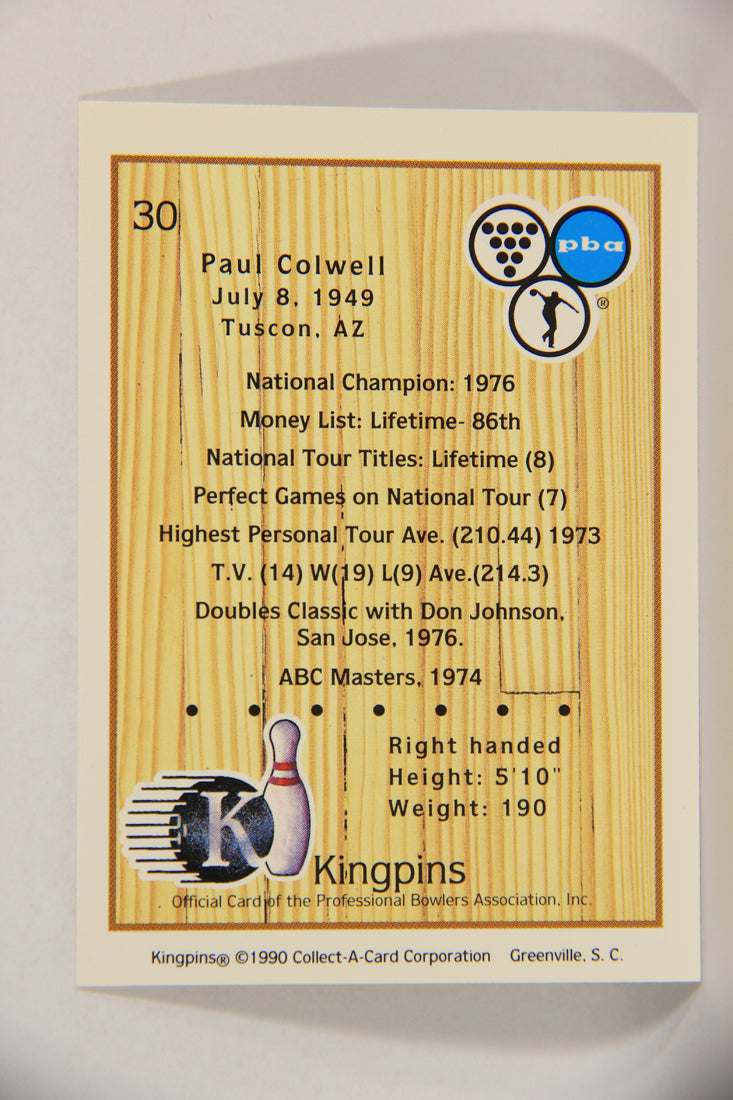 30
pba
®
Paul Colwell
July 8, 1949
Tuscon, AZ
National Champion: 1976
Money List: Lifetime- 86th
National Tour Titles: Lifetime (8)
Perfect Games on National Tour (7)
Highest Personal Tour Ave. (210.44) 1973
T.V. (14) W(19) L(9) Ave.(214.3)
Doubles Classic with Don Johnson,
San Jose, 1976.
ABC Masters, 1974
Right handed
Height: 5'10"
Weight: 190
K
Kingpins
Official Card of the Professional Bowlers Association, Inc.
Kingpins® ©1990 Collect-A-Card Corporation Greenville, S. C.